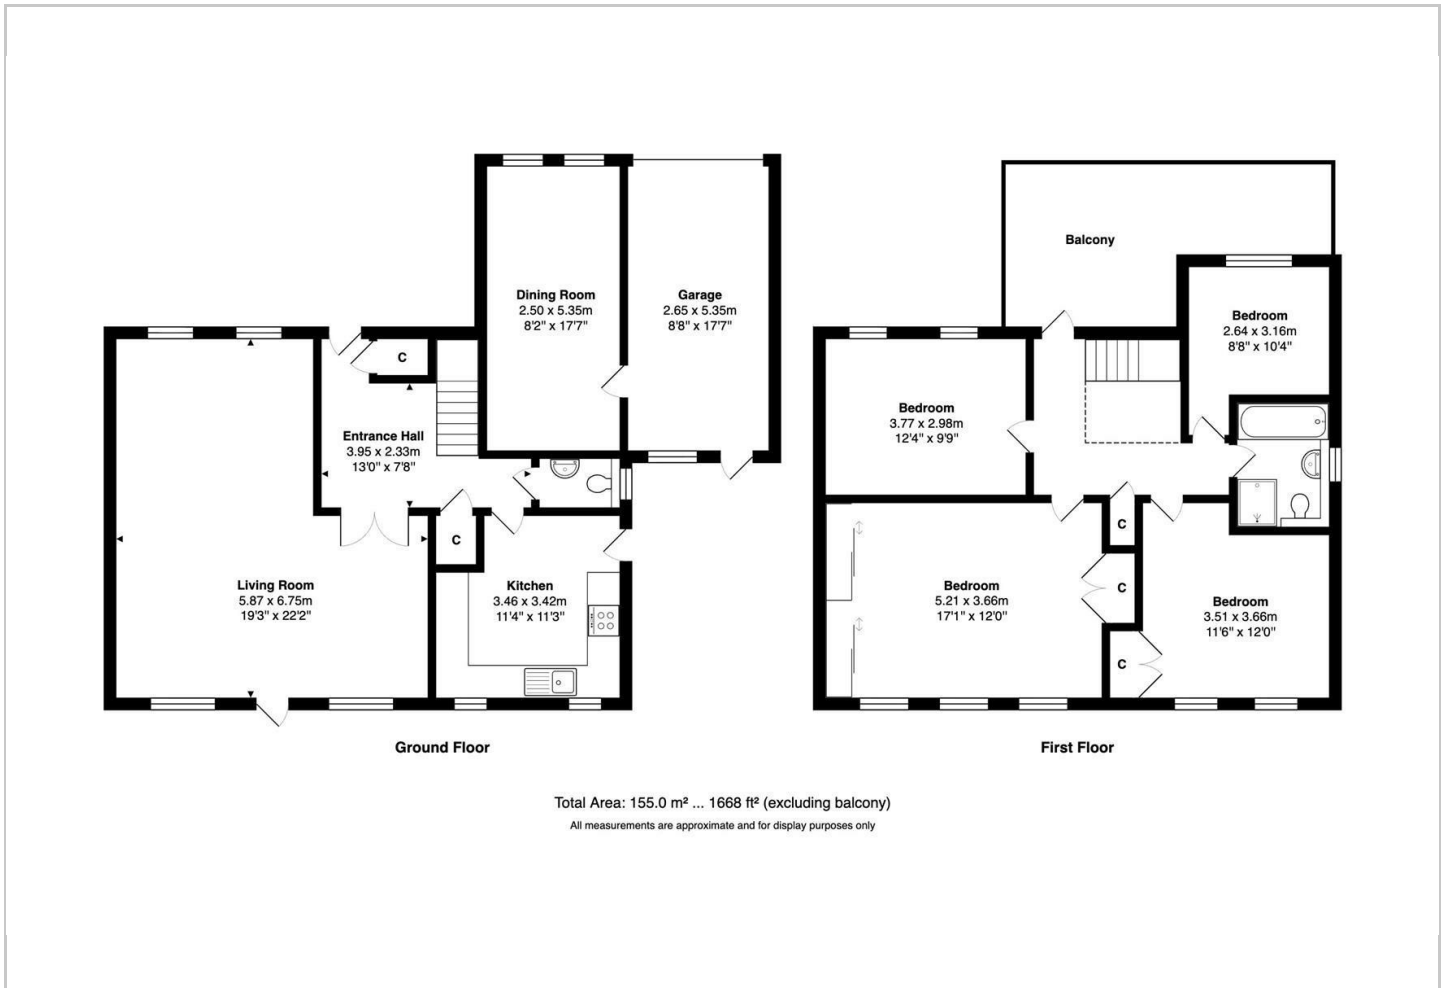 Dining Room
2.50 x 5.35m
8'2" x 17'7"
Garage
2.65 x 5.35m
8'8" x 17'7"
C
Entrance Hall
3.95 x 2.33m
13'0" x 7'8"
C
Living Room
5.87 x 6.75m
19'3" x 22'2"
Kitchen
3.46 x 3.42m
11'4" x 11'3"
Ground Floor
Balcony
Bedroom
2.64 x 3.16m
8'8" x 10'4"
Bedroom
3.77 x 2.98m
12'4" x 9'9"
C
Bedroom
5.21 x 3.66m
17'1" x 12'0"
C
Bedroom
3.51 x 3.66m
11'6" x 12'0"
C
First Floor
Total Area: 155.0 m² ... 1668 ft² (excluding balcony)
All measurements are approximate and for display purposes only